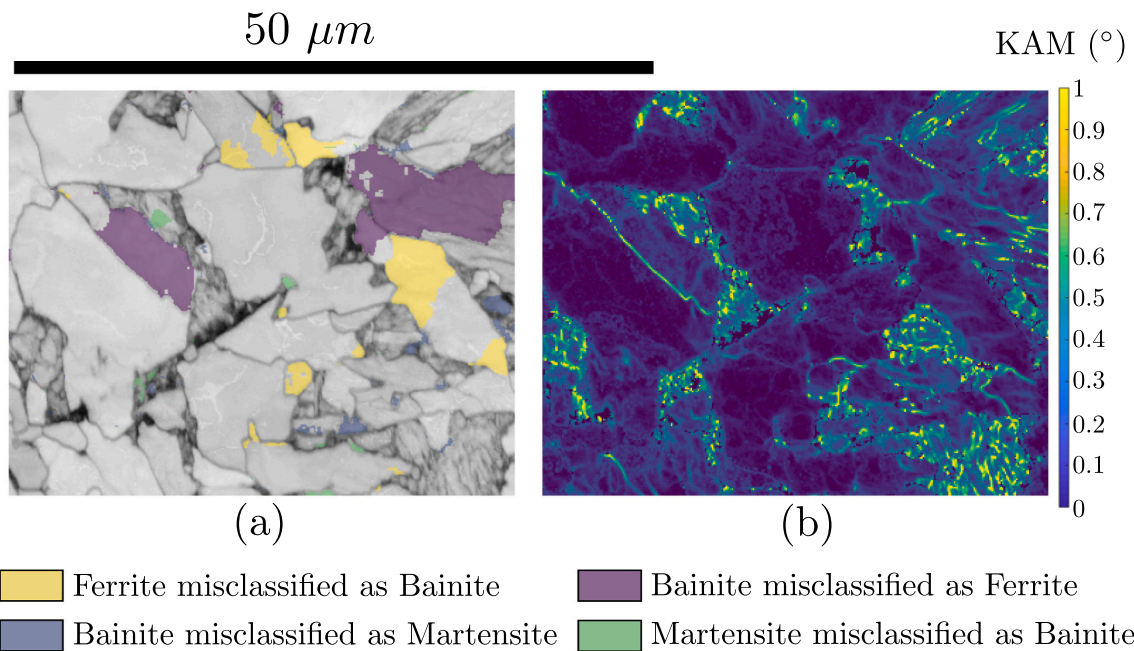 50 μm
KAM (°)
1
0.9
0.8
0.7
0.6
0.5
0.4
0.3
0.2
0.1
0
(a)
(b)
Ferrite misclassified as Bainite
Bainite misclassified as Ferrite
Bainite misclassified as Martensite
Martensite misclassified as Bainite